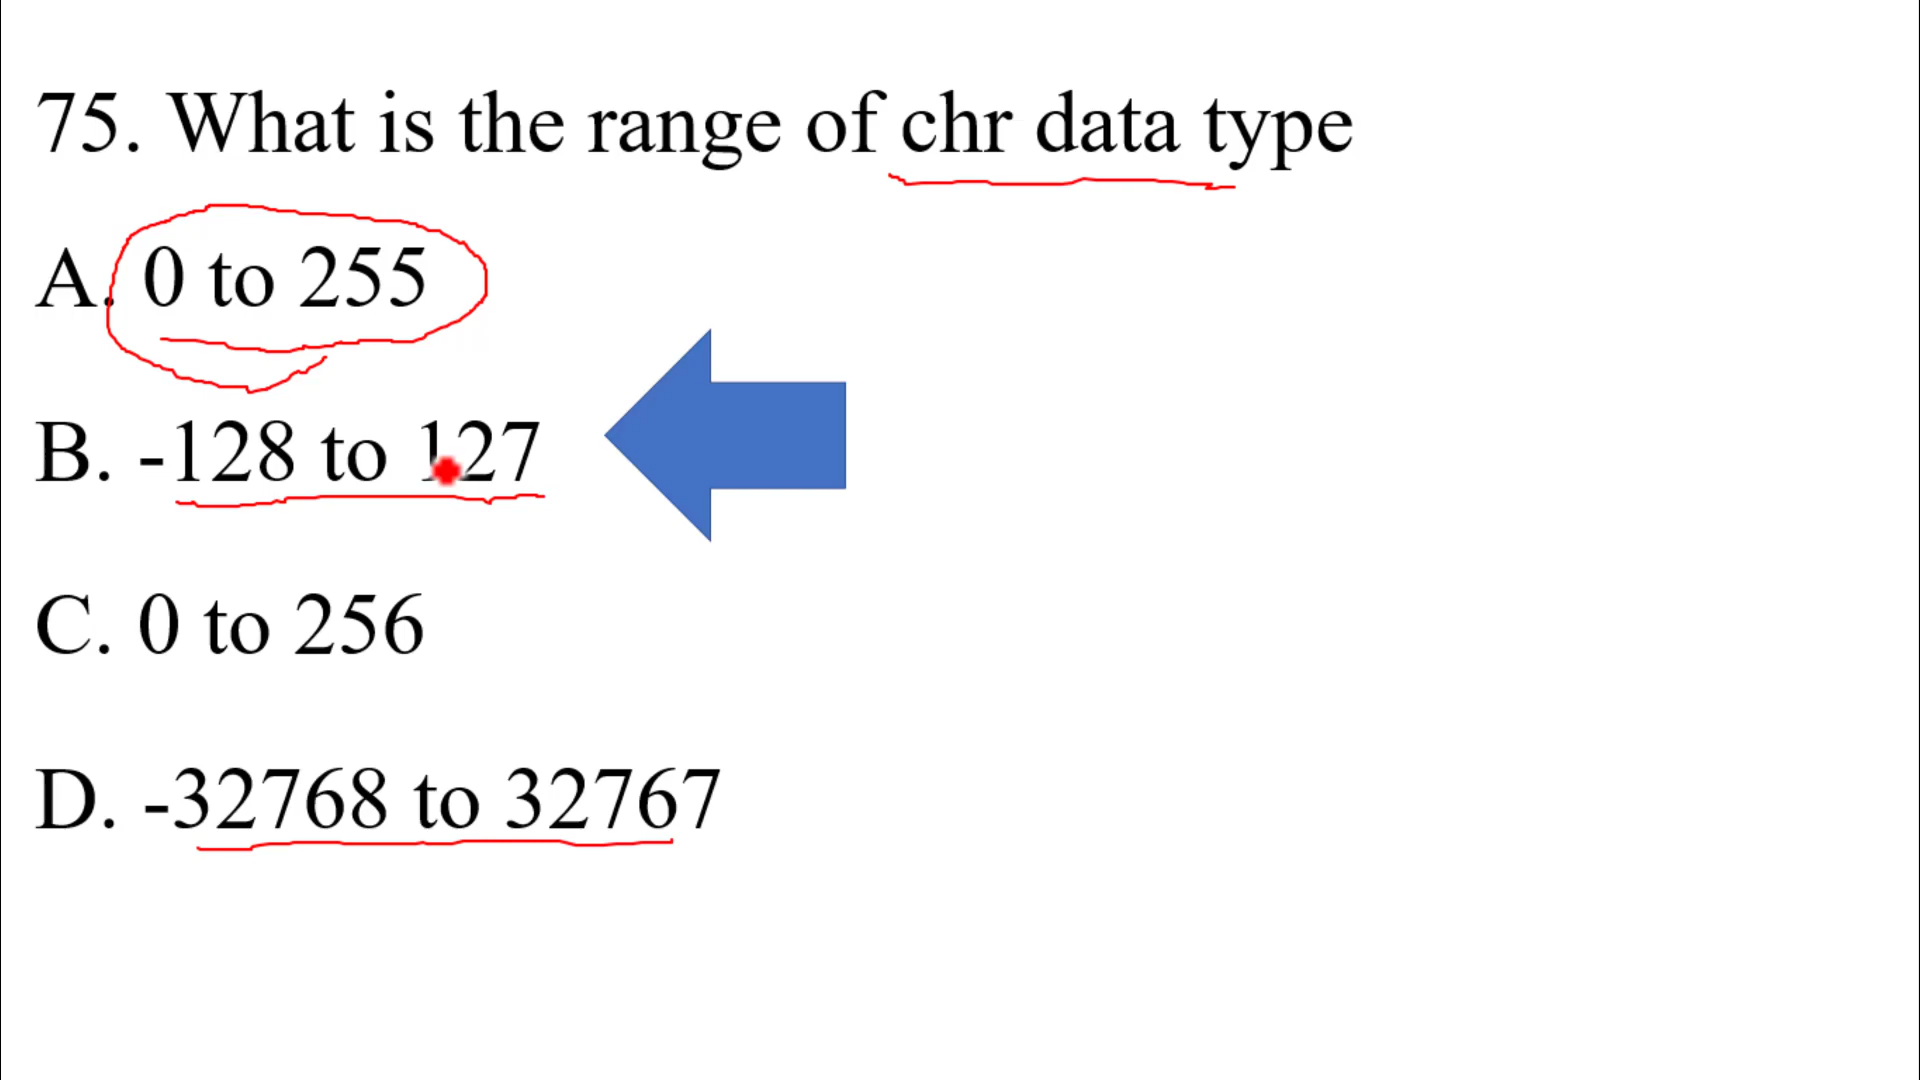 75. What is the range of chr data type
A. 0 to 255
B. -128 to 127
C. 0 to 256
D. -32768 to 32767